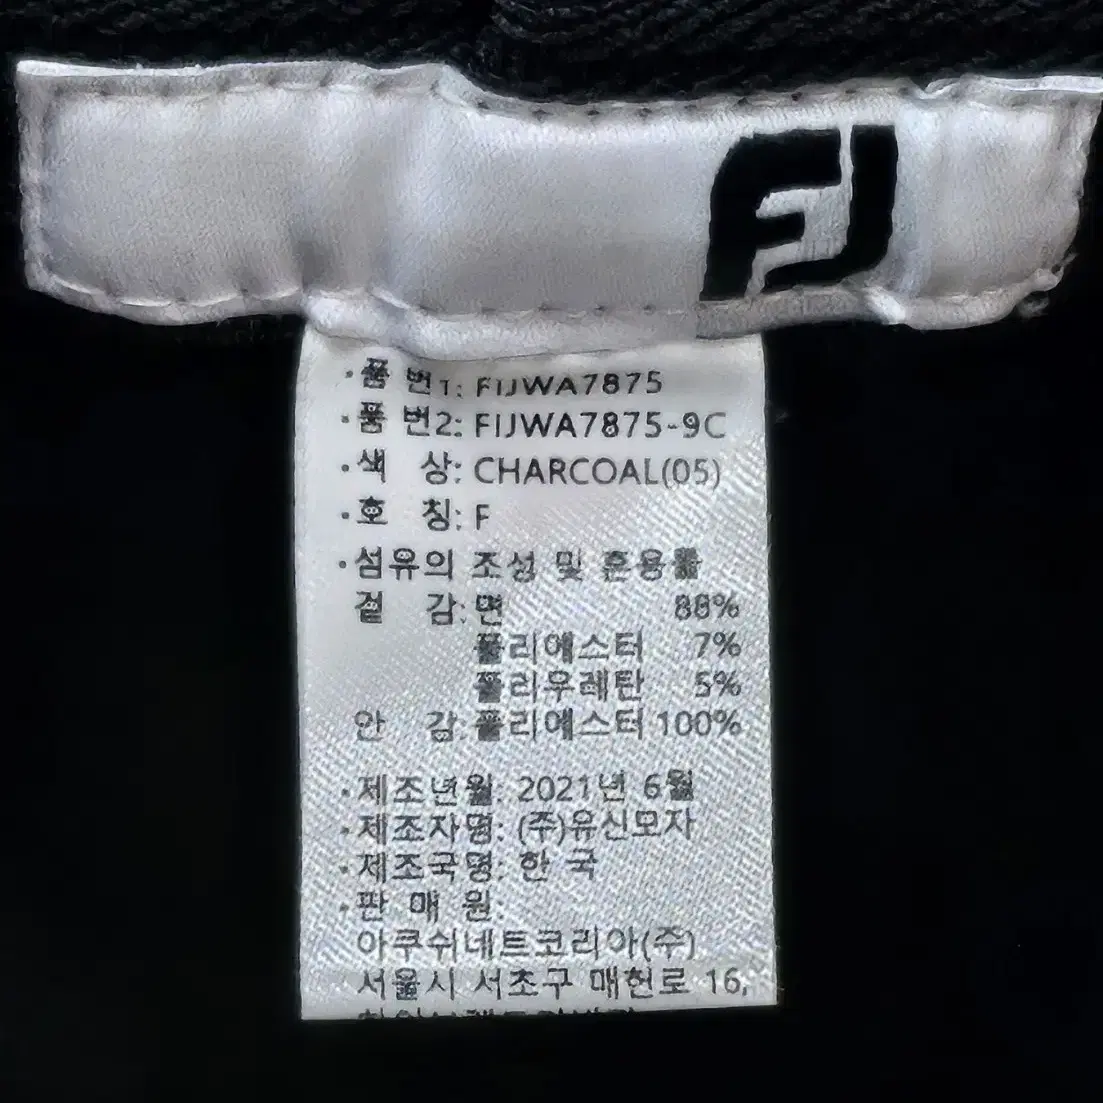 FJ
·품 번1: FIJWA7875
·품 번2: FIJWA7875-9C
·색 상: CHARCOAL(05)
·호 칭: F
·섬유의 조성 및 혼용률
겉 감: 면 88%
폴리에스터 7%
폴리우레탄 5%
안 감: 폴리에스터 100%
·제조년월: 2021년 6월
·제조자명: (주)유신모자
·제조국명: 한 국
·판 매 원:
아쿠쉬네트코리아(주)
서울시 서초구 매헌로 16,